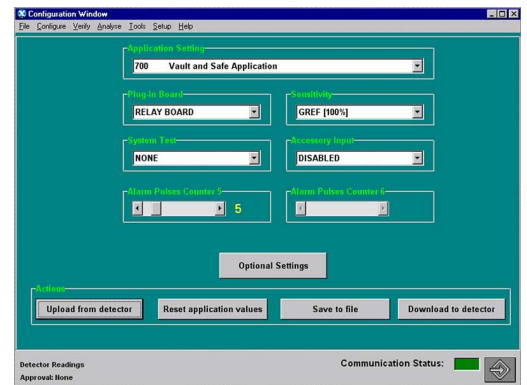 Configuration Window
File Configure Verify Analyse Tools Setup Help
Application Setting
700 Vault and Safe Application
Plug-In Board
Sensitivity
RELAY BOARD
GREF [100%]
System Test
Accessory Input
NONE
DISABLED
Alarm Pulses Counter 5
Alarm Pulses Counter 6
5
Optional Settings
Actions
Upload from detector
Reset application values
Save to file
Download to detector
Detector Readings
Communication Status:
Approval: None